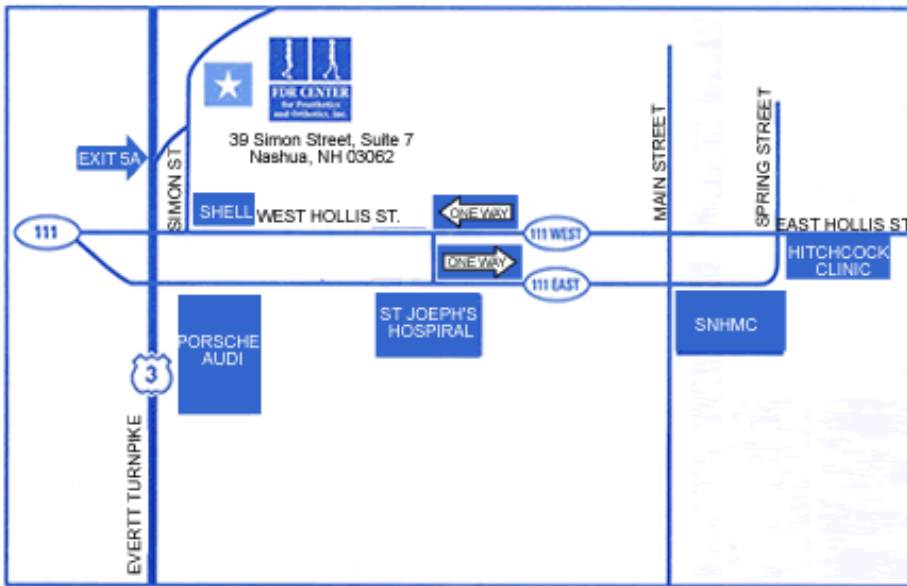 FDR CENTER
for Prosthetics
and Orthotics, Inc.
39 Simon Street, Suite 7
Nashua, NH 03062
EXIT 5A
SIMON ST
MAIN STREET
SPRING STREET
SHELL
WEST HOLLIS ST.
ONE WAY
111
111 WEST
EAST HOLLIS ST
HITCHCOCK
CLINIC
ONE WAY
111 EAST
PORSCHE
AUDI
ST JOEPH'S
HOSPIRAL
SNHMC
3
EVERTT TURNPIKE